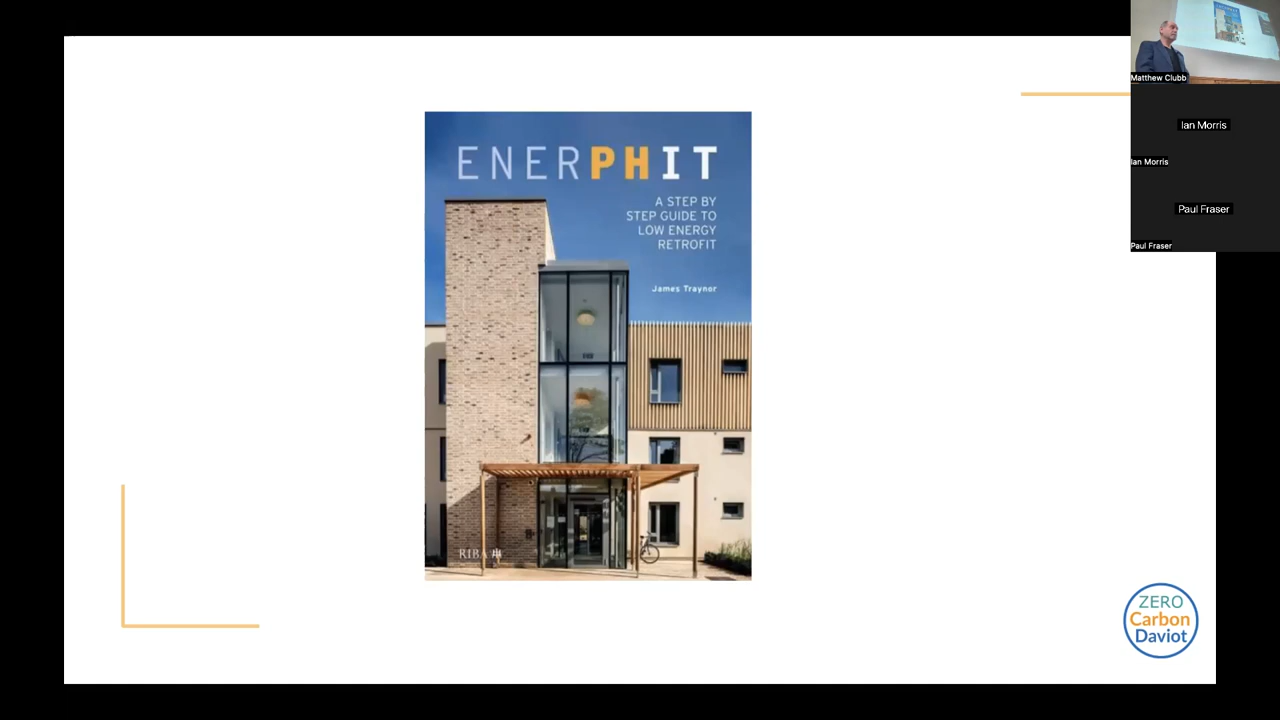 ENERPHIT
A STEP BY
STEP GUIDE TO
LOW ENERGY
RETROFIT
James Traynor
RIBA
ZERO
Carbon
Daviot
Matthew Clubb
Ian Morris
Ian Morris
Paul Fraser
Paul Fraser